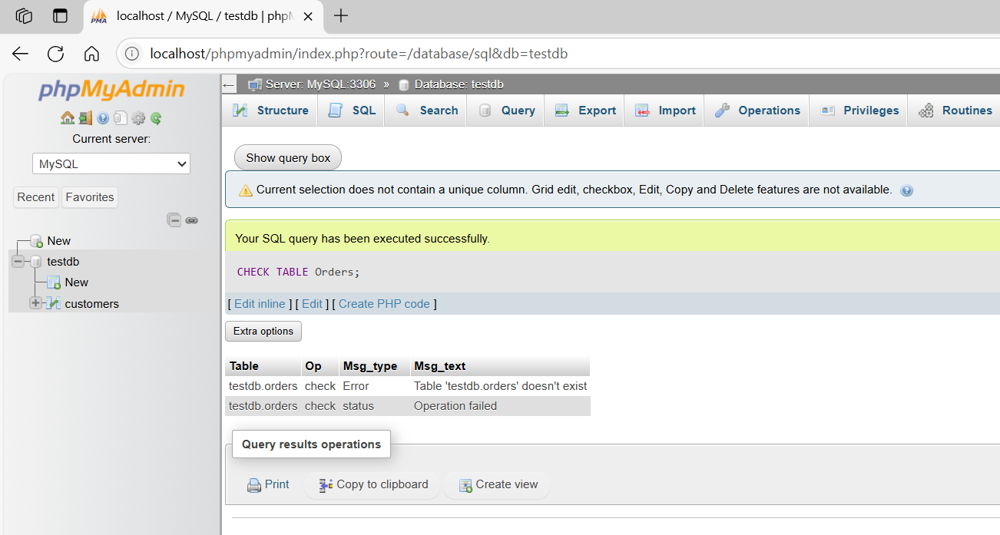 localhost / MySQL / testdb | php
localhost/phpmyadmin/index.php?route=/database/sql&db=testdb
phpMyAdmin
Current server:
MySQL
Recent Favorites
New
testdb
New
customers
Server: MySQL:3306 » Database: testdb
Structure SQL Search Query Export Import Operations Privileges Routines
Show query box
Current selection does not contain a unique column. Grid edit, checkbox, Edit, Copy and Delete features are not available.
Your SQL query has been executed successfully.
CHECK TABLE Orders;
[ Edit inline ] [ Edit ] [ Create PHP code ]
Extra options
Table Op Msg_type Msg_text
testdb.orders check Error Table 'testdb.orders' doesn't exist
testdb.orders check status Operation failed
Query results operations
Print Copy to clipboard Create view